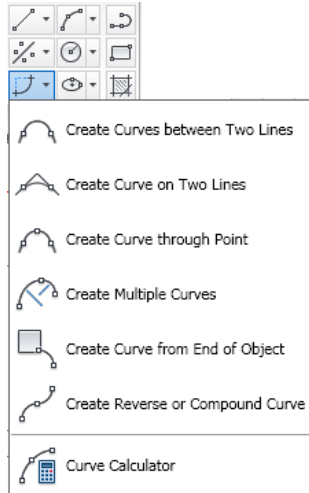 Create Curves between Two Lines
Create Curve on Two Lines
Create Curve through Point
Create Multiple Curves
Create Curve from End of Object
Create Reverse or Compound Curve
Curve Calculator